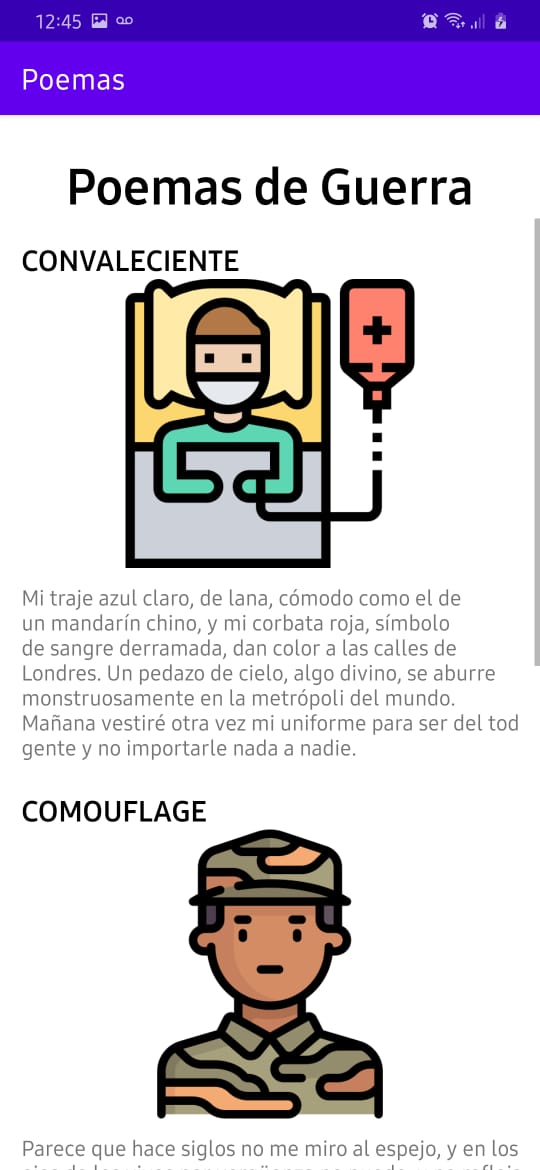 12:45
Poemas
Poemas de Guerra
CONVALECIENTE
Mi traje azul claro, de lana, cómodo como el de
un mandarín chino, y mi corbata roja, símbolo
de sangre derramada, dan color a las calles de
Londres. Un pedazo de cielo, algo divino, se aburre
monstruosamente en la metrópoli del mundo.
Mañana vestiré otra vez mi uniforme para ser del tod
gente y no importarle nada a nadie.
COMOUFLAGE
Parece que hace siglos no me miro al espejo, y en los